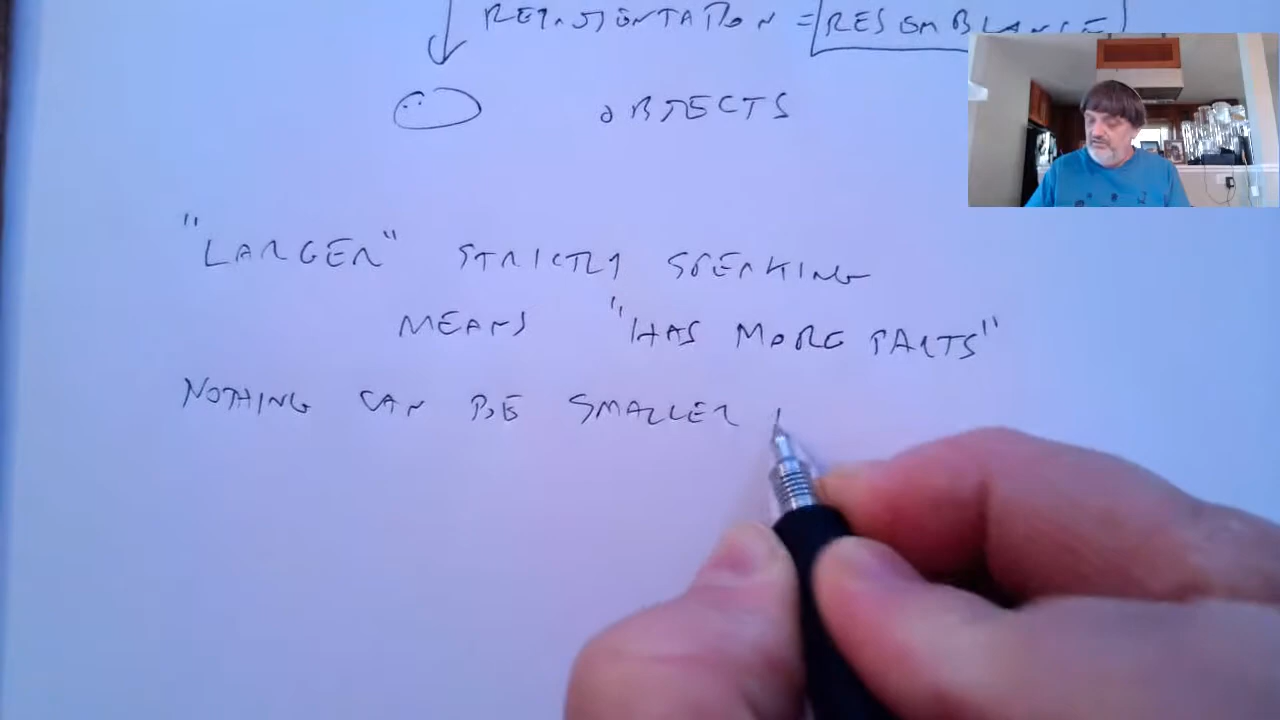 REPRESENTATION = RESEMBLANCE
OBJECTS
"LARGER" STRICTLY SPEAKING
MEANS "HAS MORE PARTS"
NOTHING CAN BE SMALLER